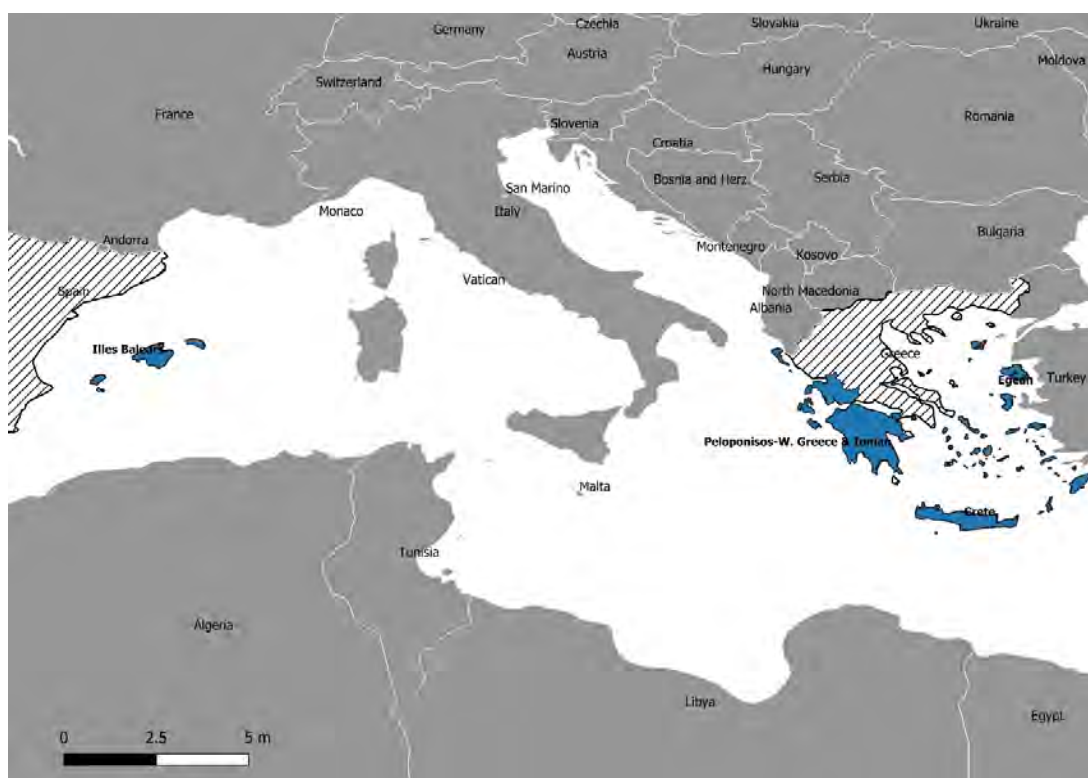 Germany
Czechia
Slovakia
Ukraine
Austria
Moldova
Switzerland
Hungary
France
Romania
Slovenia
Croatia
Bosnia and Herz.
Serbia
San Marino
Monaco
Italy
Andorra
Bulgaria
Montenegro
Kosovo
Spain
Vatican
North Macedonia
Albania
Illes Balears
Greece
Egean
Turkey
Peloponisos-W. Greece & Ionian
Malta
Crete
Tunisia
Algeria
Libya
Egypt
0 2.5 5 m